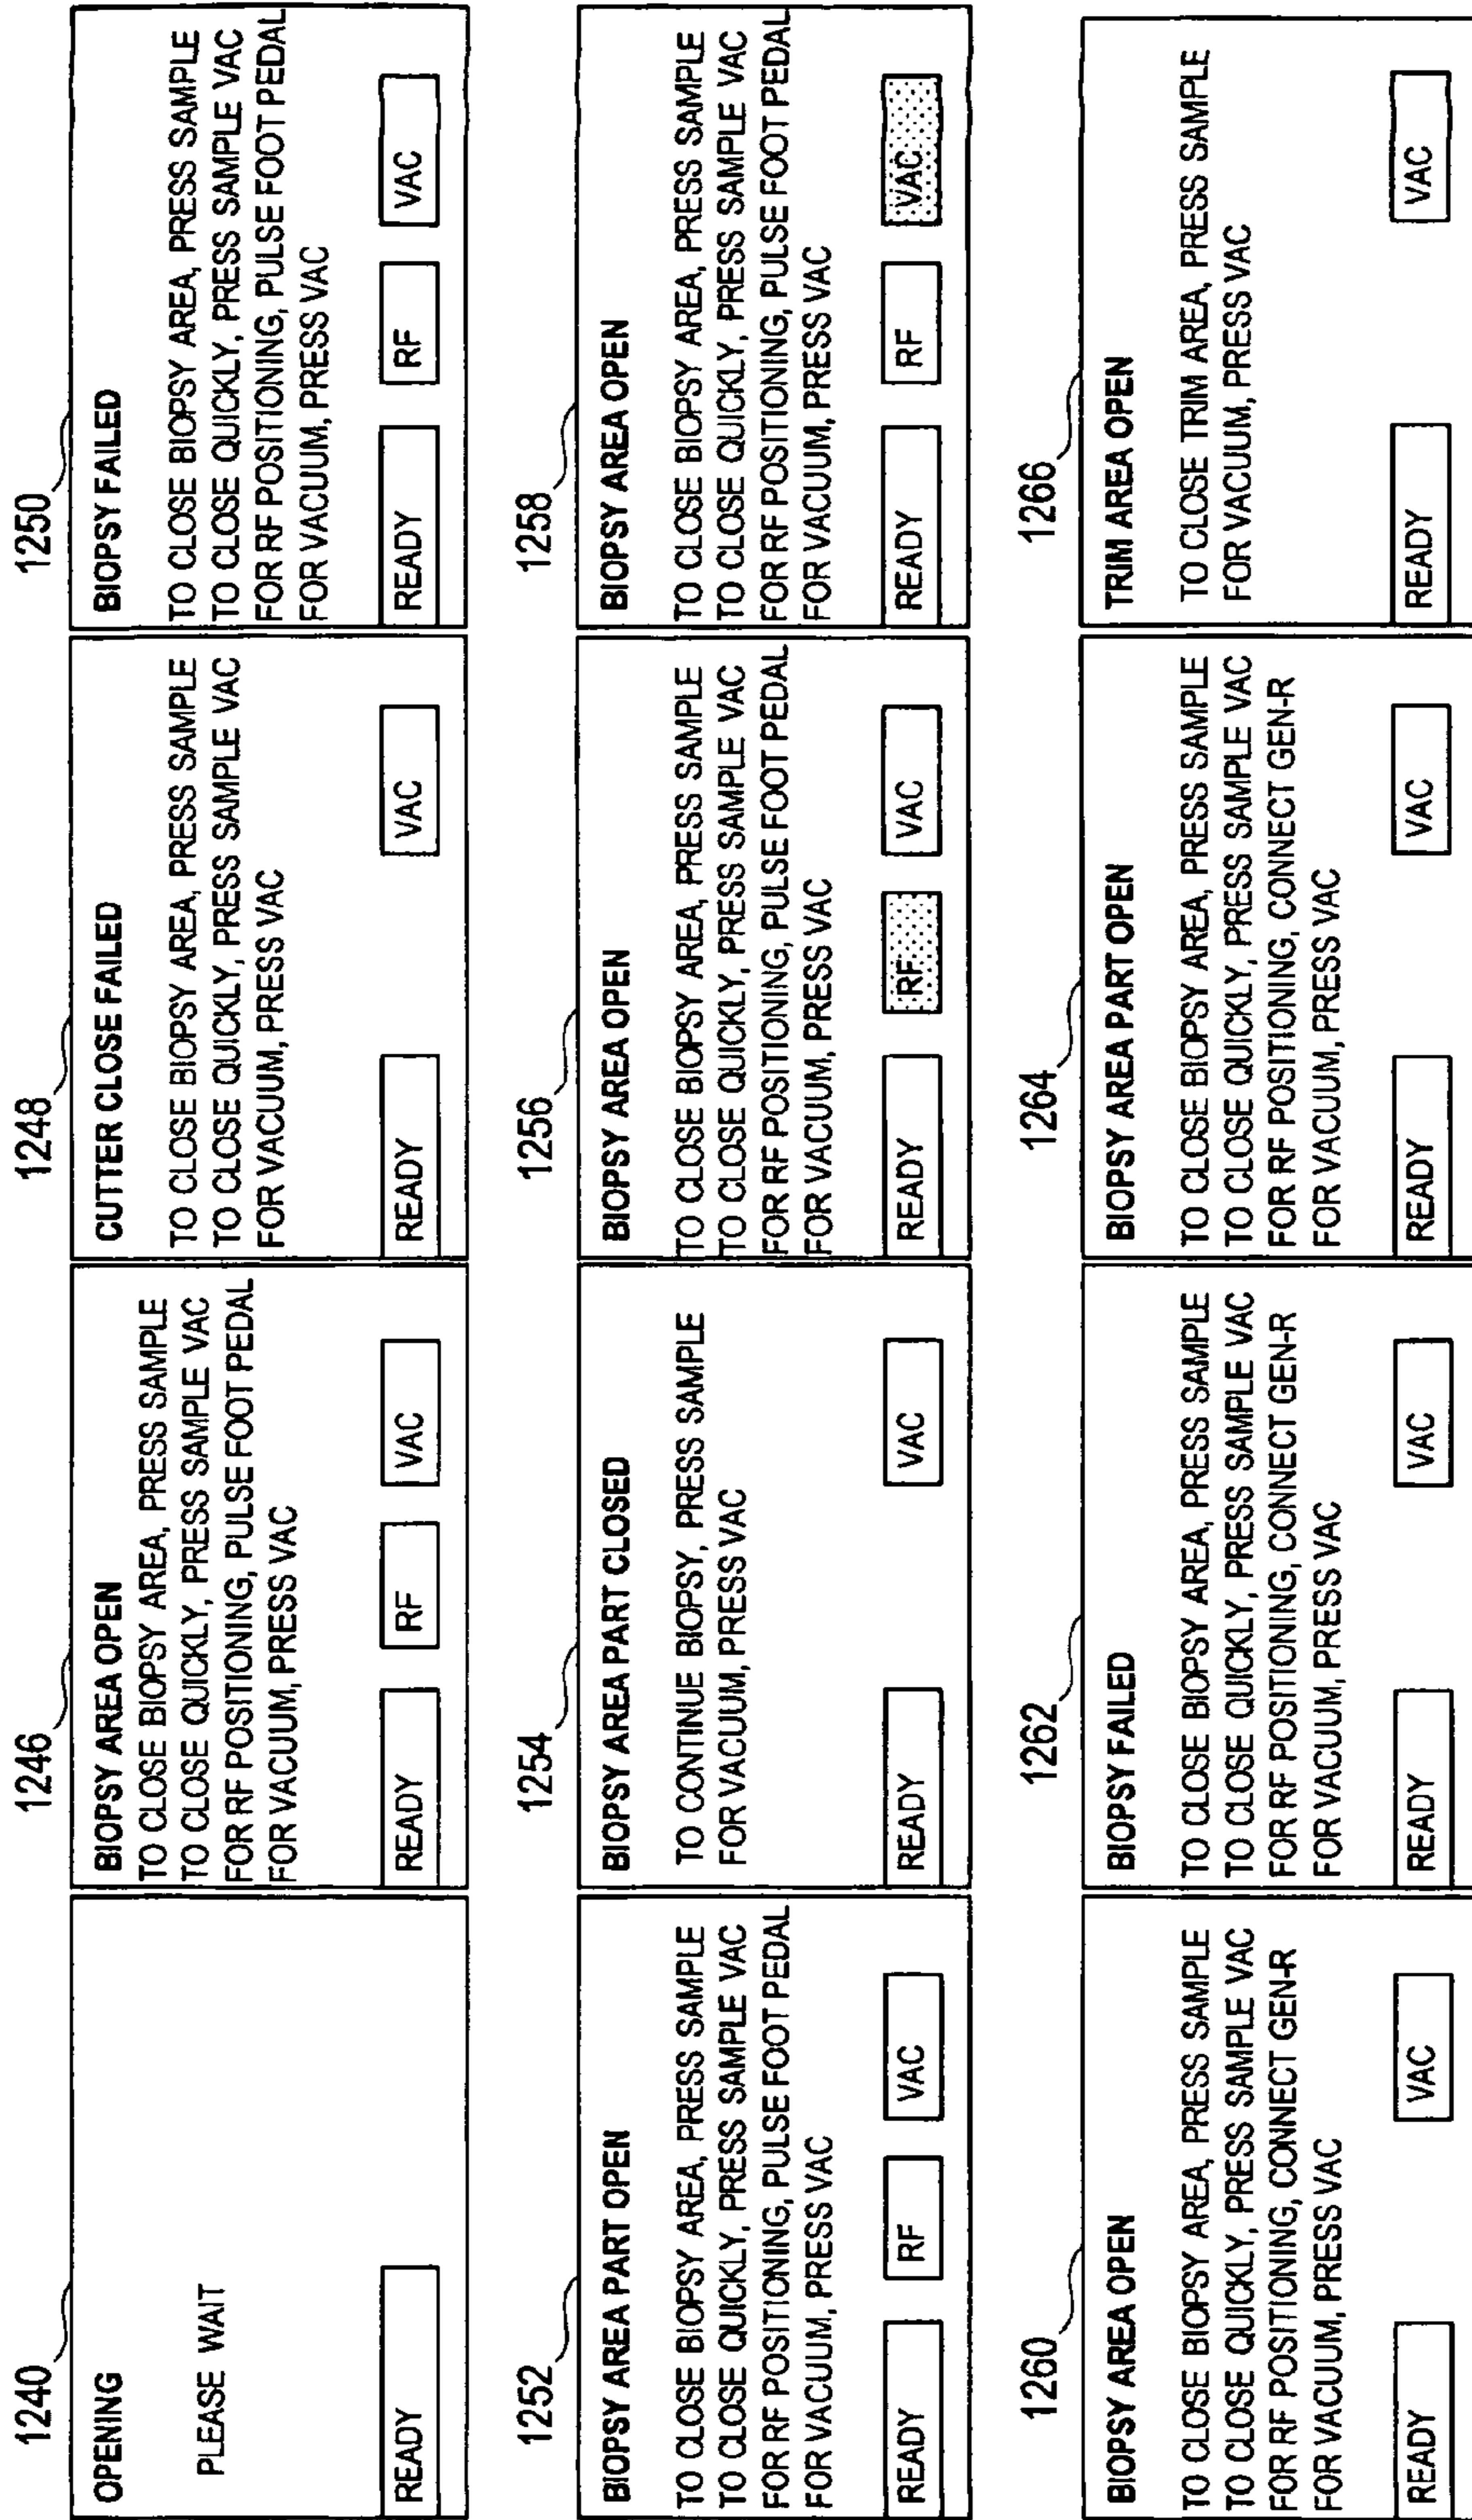 1240
OPENING
PLEASE WAIT
READY
1246
BIOPSY AREA OPEN
TO CLOSE BIOPSY AREA, PRESS SAMPLE
TO CLOSE QUICKLY, PRESS SAMPLE VAC
FOR RF POSITIONING, PULSE FOOT PEDAL
FOR VACUUM, PRESS VAC
READY
RF
VAC
1248
CUTTER CLOSE FAILED
TO CLOSE BIOPSY AREA, PRESS SAMPLE
TO CLOSE QUICKLY, PRESS SAMPLE VAC
FOR VACUUM, PRESS VAC
READY
VAC
1250
BIOPSY FAILED
TO CLOSE BIOPSY AREA, PRESS SAMPLE
TO CLOSE QUICKLY, PRESS SAMPLE VAC
FOR RF POSITIONING, PULSE FOOT PEDAL
FOR VACUUM, PRESS VAC
READY
RF
VAC
1252
BIOPSY AREA PART OPEN
TO CLOSE BIOPSY AREA, PRESS SAMPLE
TO CLOSE QUICKLY, PRESS SAMPLE VAC
FOR RF POSITIONING, PULSE FOOT PEDAL
FOR VACUUM, PRESS VAC
READY
RF
VAC
1254
BIOPSY AREA PART CLOSED
TO CONTINUE BIOPSY, PRESS SAMPLE
FOR VACUUM, PRESS VAC
READY
VAC
1256
BIOPSY AREA OPEN
TO CLOSE BIOPSY AREA, PRESS SAMPLE
TO CLOSE QUICKLY, PRESS SAMPLE VAC
FOR RF POSITIONING, PULSE FOOT PEDAL
FOR VACUUM, PRESS VAC
READY
RF
VAC
1258
BIOPSY AREA OPEN
TO CLOSE BIOPSY AREA, PRESS SAMPLE
TO CLOSE QUICKLY, PRESS SAMPLE VAC
FOR RF POSITIONING, PULSE FOOT PEDAL
FOR VACUUM, PRESS VAC
READY
RF
VAC
1260
BIOPSY AREA OPEN
TO CLOSE BIOPSY AREA, PRESS SAMPLE
TO CLOSE QUICKLY, PRESS SAMPLE VAC
FOR RF POSITIONING, CONNECT GEN-R
FOR VACUUM, PRESS VAC
READY
VAC
1262
BIOPSY FAILED
TO CLOSE BIOPSY AREA, PRESS SAMPLE
TO CLOSE QUICKLY, PRESS SAMPLE VAC
FOR RF POSITIONING, CONNECT GEN-R
FOR VACUUM, PRESS VAC
READY
VAC
1264
BIOPSY AREA PART OPEN
TO CLOSE BIOPSY AREA, PRESS SAMPLE
TO CLOSE QUICKLY, PRESS SAMPLE VAC
FOR RF POSITIONING, CONNECT GEN-R
FOR VACUUM, PRESS VAC
READY
VAC
1266
TRIM AREA OPEN
TO CLOSE TRIM AREA, PRESS SAMPLE
FOR VACUUM, PRESS VAC
READY
VAC